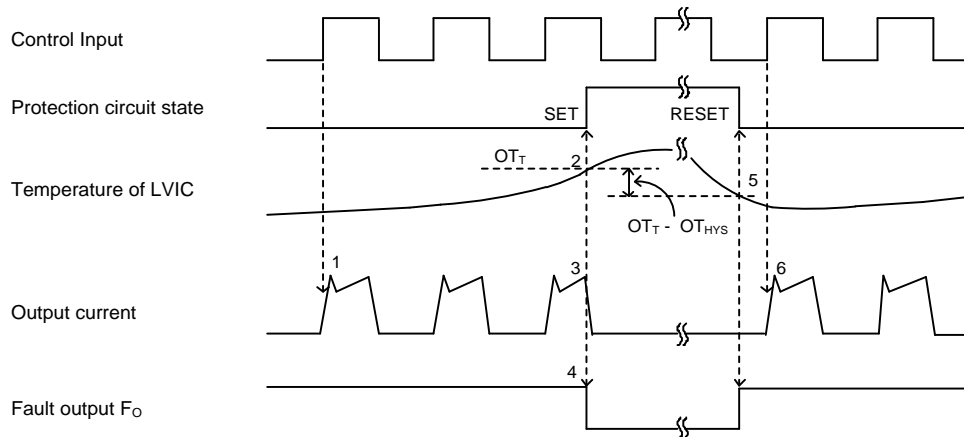 Control Input
Protection circuit state
SET
RESET
OT_T
2
5
Temperature of LVIC
OT_T - OT_HYS
1
3
6
Output current
4
Fault output F_O